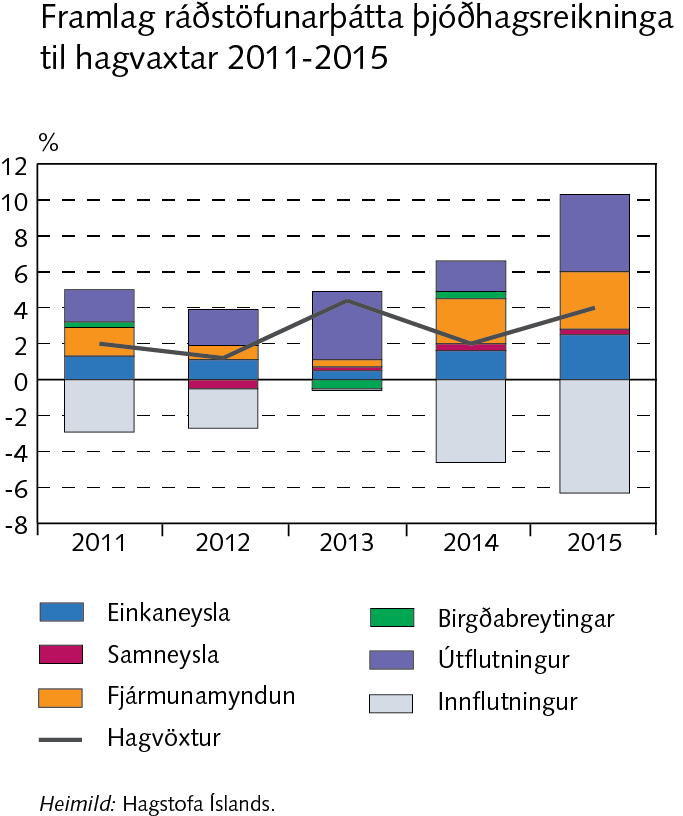 Framlag ráðstöfunarþátta þjóðhagsreikninga
til hagvaxtar 2011-2015
%
12
10
8
6
4
2
0
-2
-4
-6
-8
2011 2012 2013 2014 2015
Einkaneysla
Samneysla
Fjármunamyndun
Hagvöxtur
Birgðabreytingar
Útflutningur
Innflutningur
Heimild: Hagstofa Íslands.